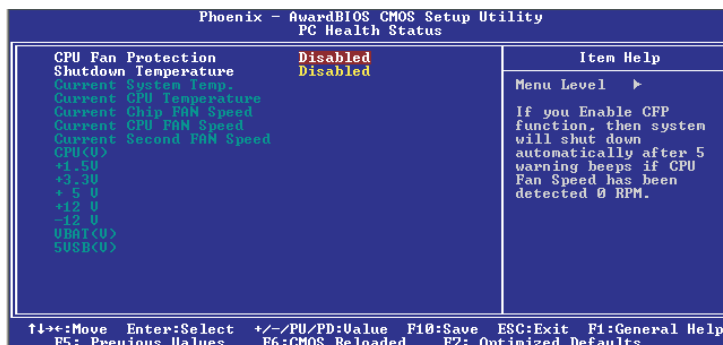 Phoenix - AwardBIOS CMOS Setup Utility
PC Health Status
CPU Fan Protection Disabled
Shutdown Temperature Disabled
Current System Temp.
Current CPU Temperature
Current Chip FAN Speed
Current CPU FAN Speed
Current Second FAN Speed
CPU(V)
+1.5V
+3.3V
+ 5 V
+12 V
-12 V
VBAT(V)
5VSB(V)
Item Help
Menu Level ►
If you Enable CFP
function, then system
will shut down
automatically after 5
warning beeps if CPU
Fan Speed has been
detected 0 RPM.
↑↓→←:Move Enter:Select +/-/PU/PD:Value F10:Save ESC:Exit F1:General Help
F5: Previous Values F6:CMOS Reloaded F7: Optimized Defaults